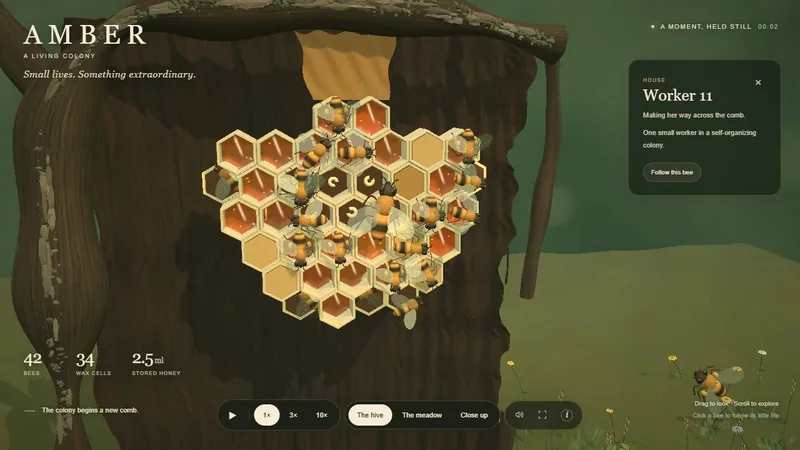 AMBER
A LIVING COLONY
Small lives. Something extraordinary.
A MOMENT, HELD STILL 00:02
HOUSE
Worker 11
Making her way across the comb.
One small worker in a self-organizing
colony.
Follow this bee
42
BEES
34
WAX CELLS
2.5 ml
STORED HONEY
The colony begins a new comb.
1×
3×
10×
The hive
The meadow
Close up
Drag to look. Scroll to explore
Click a bee to follow its little life